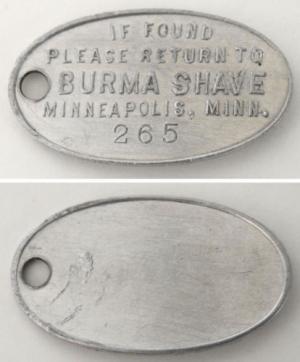 IF FOUND
PLEASE RETURN TO
BURMA SHAVE
MINNEAPOLIS, MINN.
265